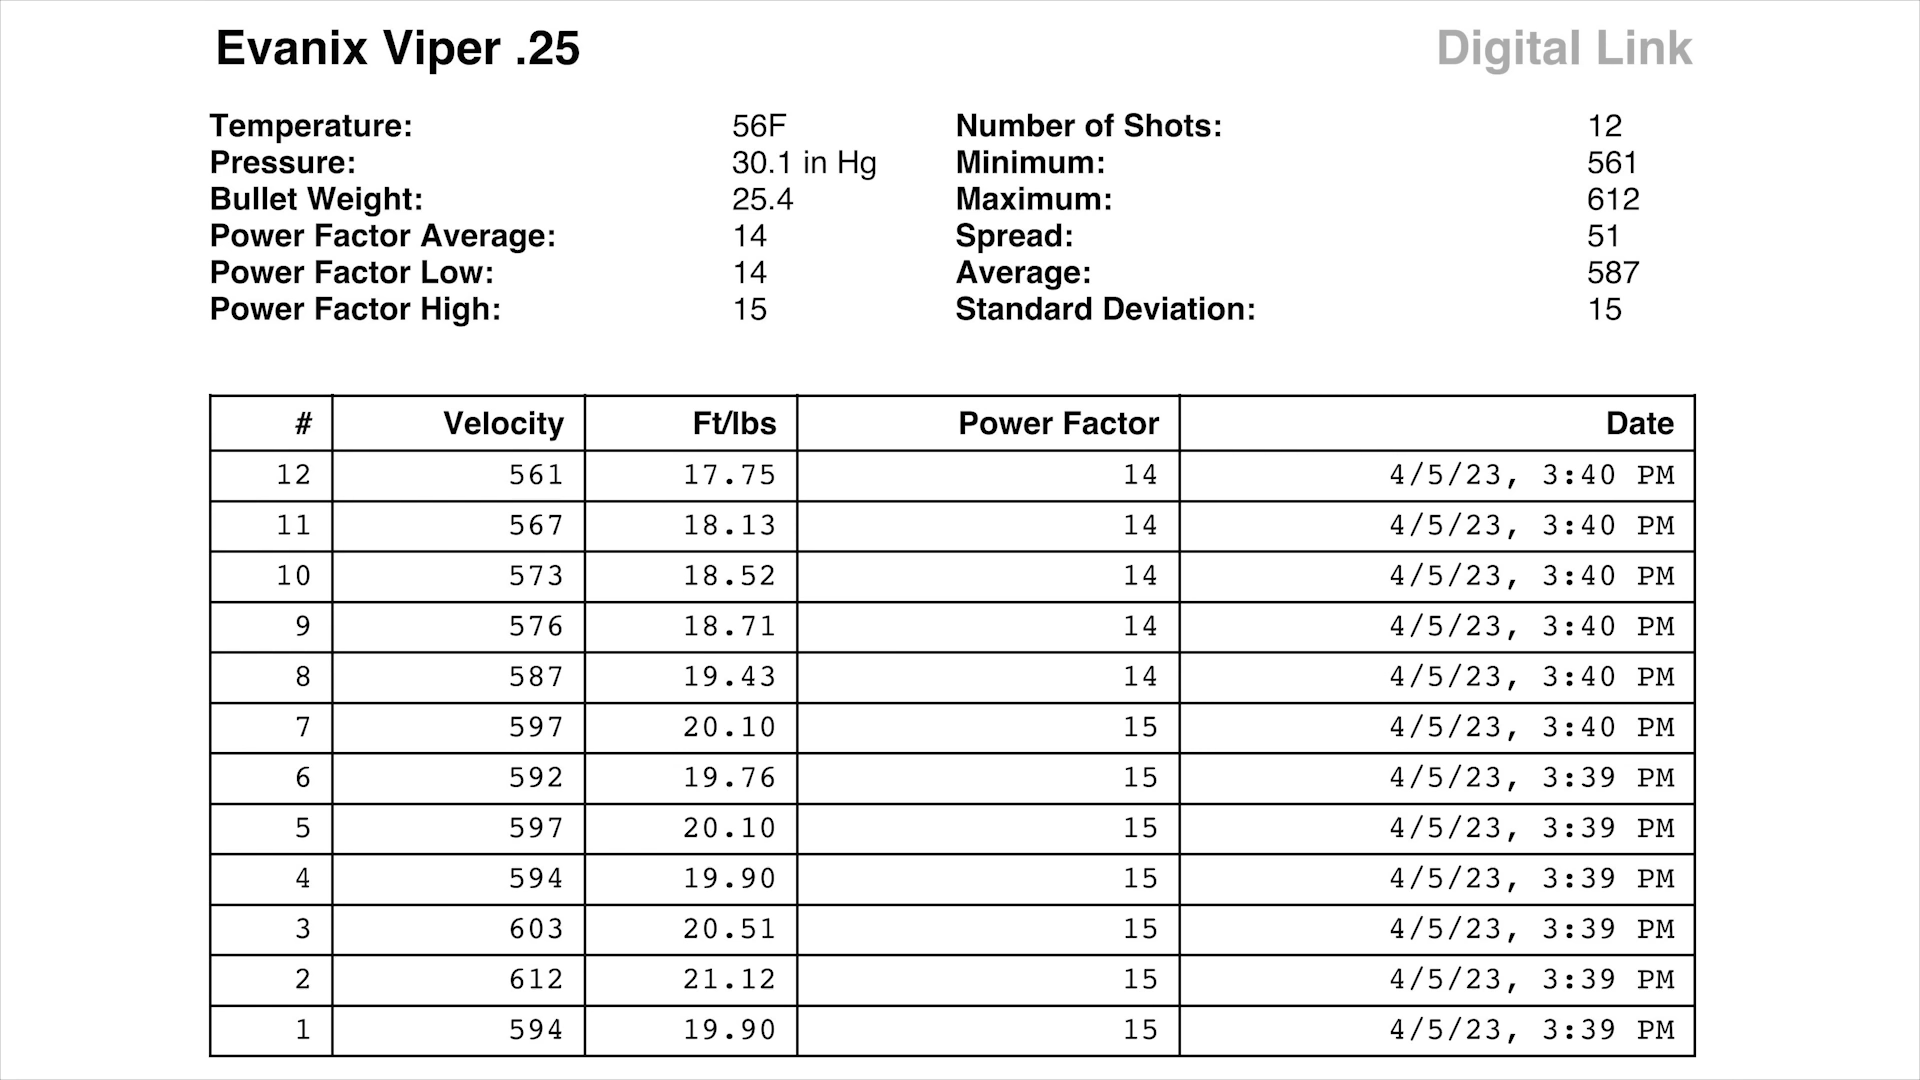 Evanix Viper .25 Digital Link
Temperature: 56F Number of Shots: 12
Pressure: 30.1 in Hg Minimum: 561
Bullet Weight: 25.4 Maximum: 612
Power Factor Average: 14 Spread: 51
Power Factor Low: 14 Average: 587
Power Factor High: 15 Standard Deviation: 15
# Velocity Ft/lbs Power Factor Date
12 561 17.75 14 4/5/23, 3:40 PM
11 567 18.13 14 4/5/23, 3:40 PM
10 573 18.52 14 4/5/23, 3:40 PM
9 576 18.71 14 4/5/23, 3:40 PM
8 587 19.43 14 4/5/23, 3:40 PM
7 597 20.10 15 4/5/23, 3:40 PM
6 592 19.76 15 4/5/23, 3:39 PM
5 597 20.10 15 4/5/23, 3:39 PM
4 594 19.90 15 4/5/23, 3:39 PM
3 603 20.51 15 4/5/23, 3:39 PM
2 612 21.12 15 4/5/23, 3:39 PM
1 594 19.90 15 4/5/23, 3:39 PM